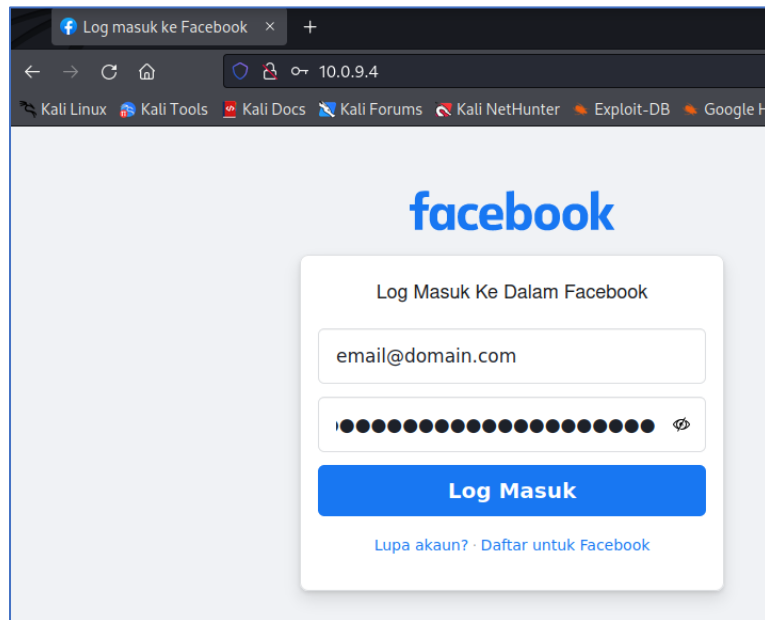 Log masuk ke Facebook
10.0.9.4
Kali Linux Kali Tools Kali Docs Kali Forums Kali NetHunter Exploit-DB Google
facebook
Log Masuk Ke Dalam Facebook
email@domain.com
Log Masuk
Lupa akaun? · Daftar untuk Facebook